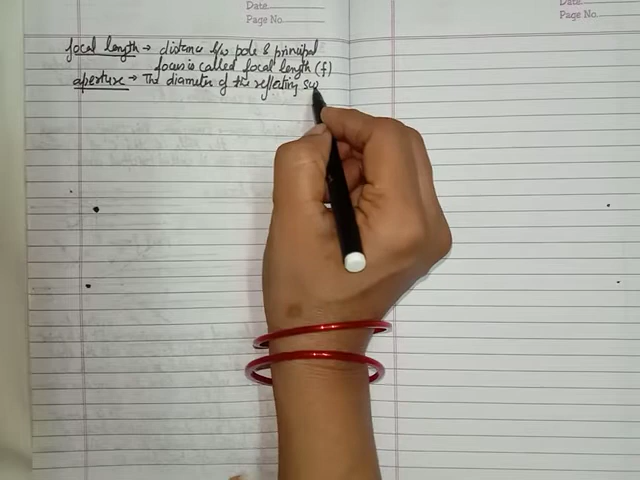 Date
Page No.
Date
Page No.
focal length → distance b/w pole & principal
focus is called focal length (f)
aperture → The diameter of the reflecting su